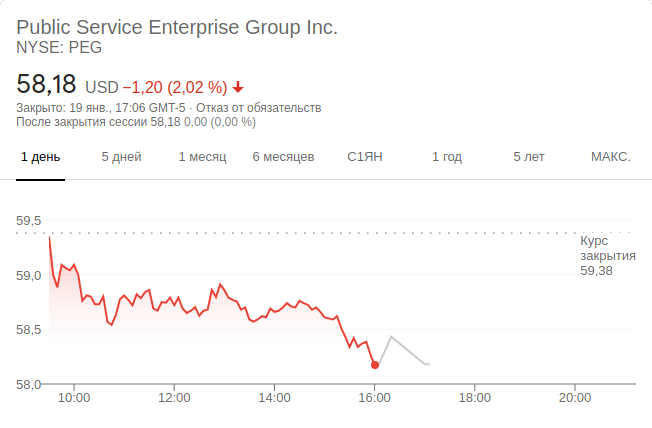 Public Service Enterprise Group Inc.
NYSE: PEG
58,18 USD −1,20 (2,02 %)
Закрыто: 19 янв., 17:06 GMT-5 · Отказ от обязательств
После закрытия сессии 58,18 0,00 (0,00 %)
1 день 5 дней 1 месяц 6 месяцев С1ЯН 1 год 5 лет МАКС.
59,5
Курс
закрытия
59,38
59,0
58,5
58,0
10:00 12:00 14:00 16:00 18:00 20:00